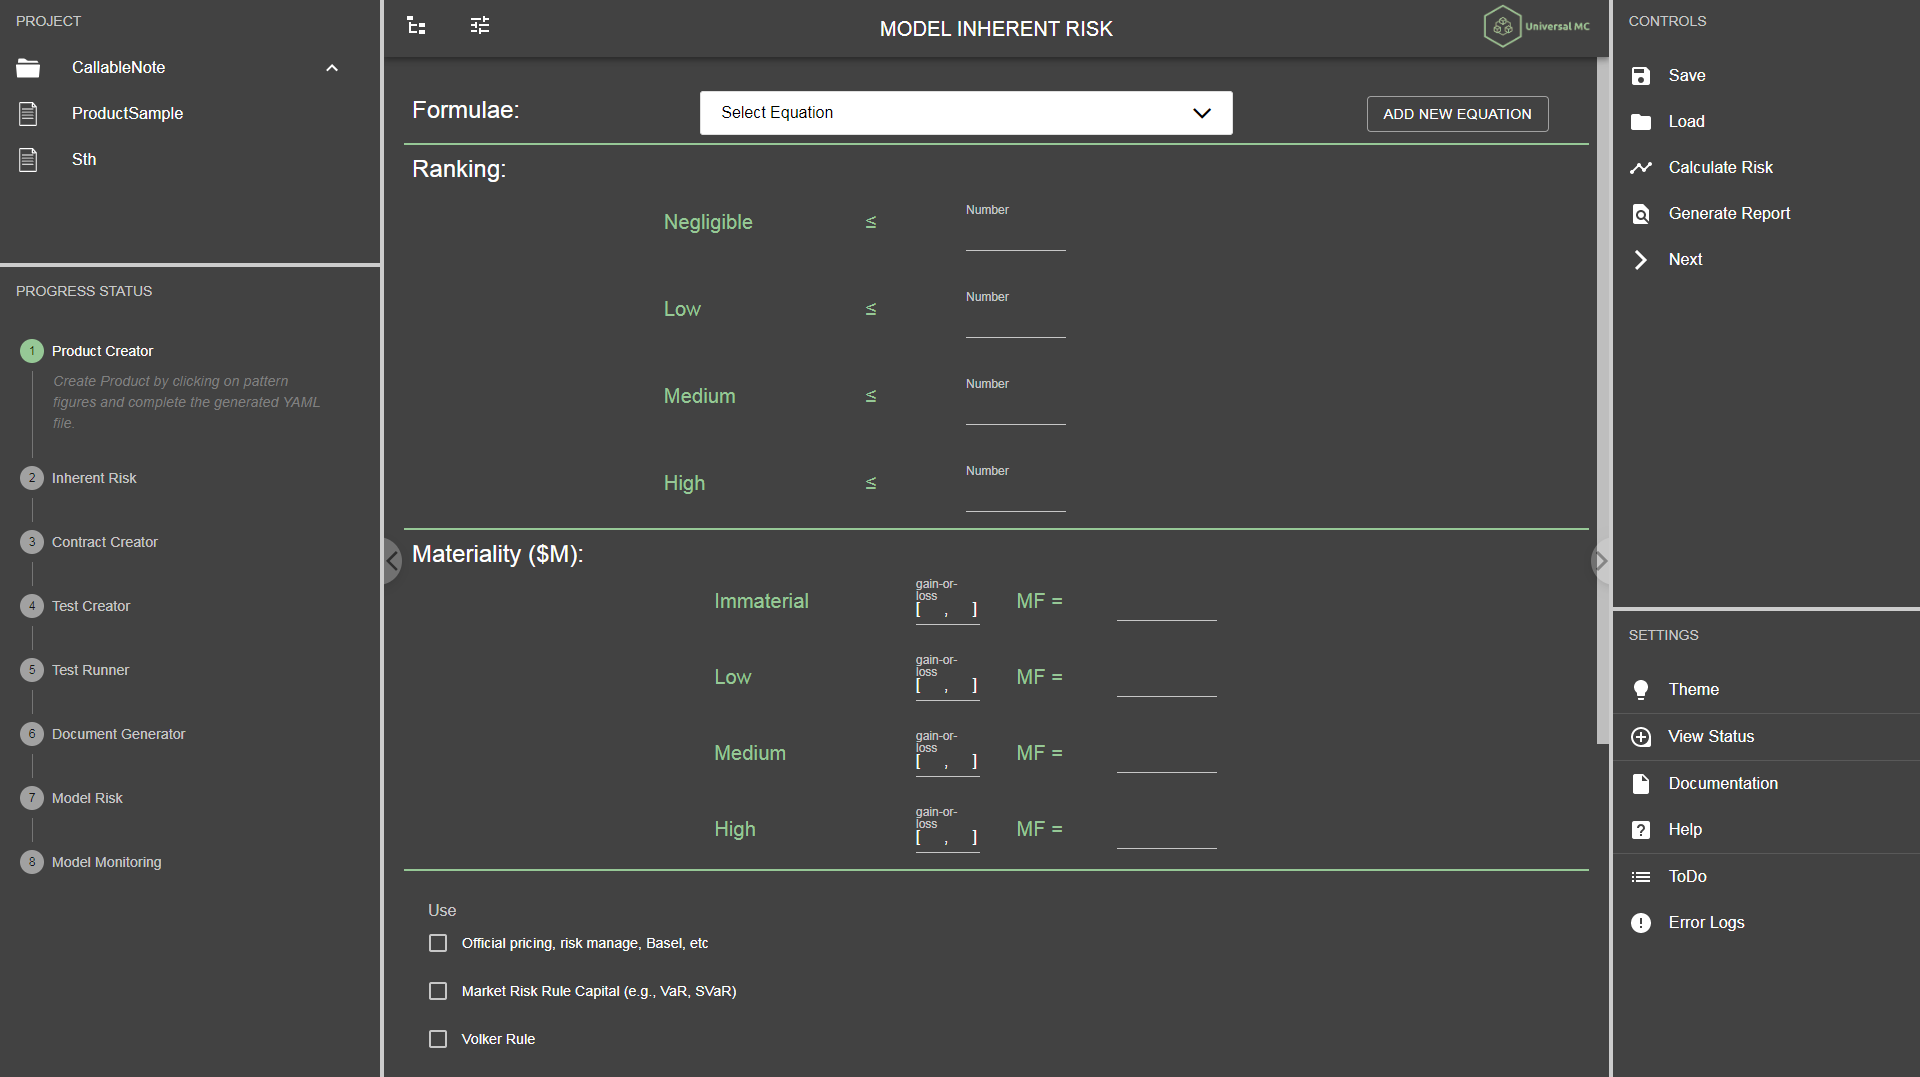 PROJECT
CallableNote
ProductSample
Sth
PROGRESS STATUS
1 Product Creator
Create Product by clicking on pattern
figures and complete the generated YAML
file.
2 Inherent Risk
3 Contract Creator
4 Test Creator
5 Test Runner
6 Document Generator
7 Model Risk
8 Model Monitoring
MODEL INHERENT RISK
Universal MC
Formulae:
Select Equation
ADD NEW EQUATION
Ranking:
Negligible ≤ Number
Low ≤ Number
Medium ≤ Number
High ≤ Number
Materiality ($M):
Immaterial gain-or-
loss
[ , ] MF =
Low gain-or-
loss
[ , ] MF =
Medium gain-or-
loss
[ , ] MF =
High gain-or-
loss
[ , ] MF =
Use
Official pricing, risk manage, Basel, etc
Market Risk Rule Capital (e.g., VaR, SVaR)
Volker Rule
CONTROLS
Save
Load
Calculate Risk
Generate Report
Next
SETTINGS
Theme
View Status
Documentation
Help
ToDo
Error Logs